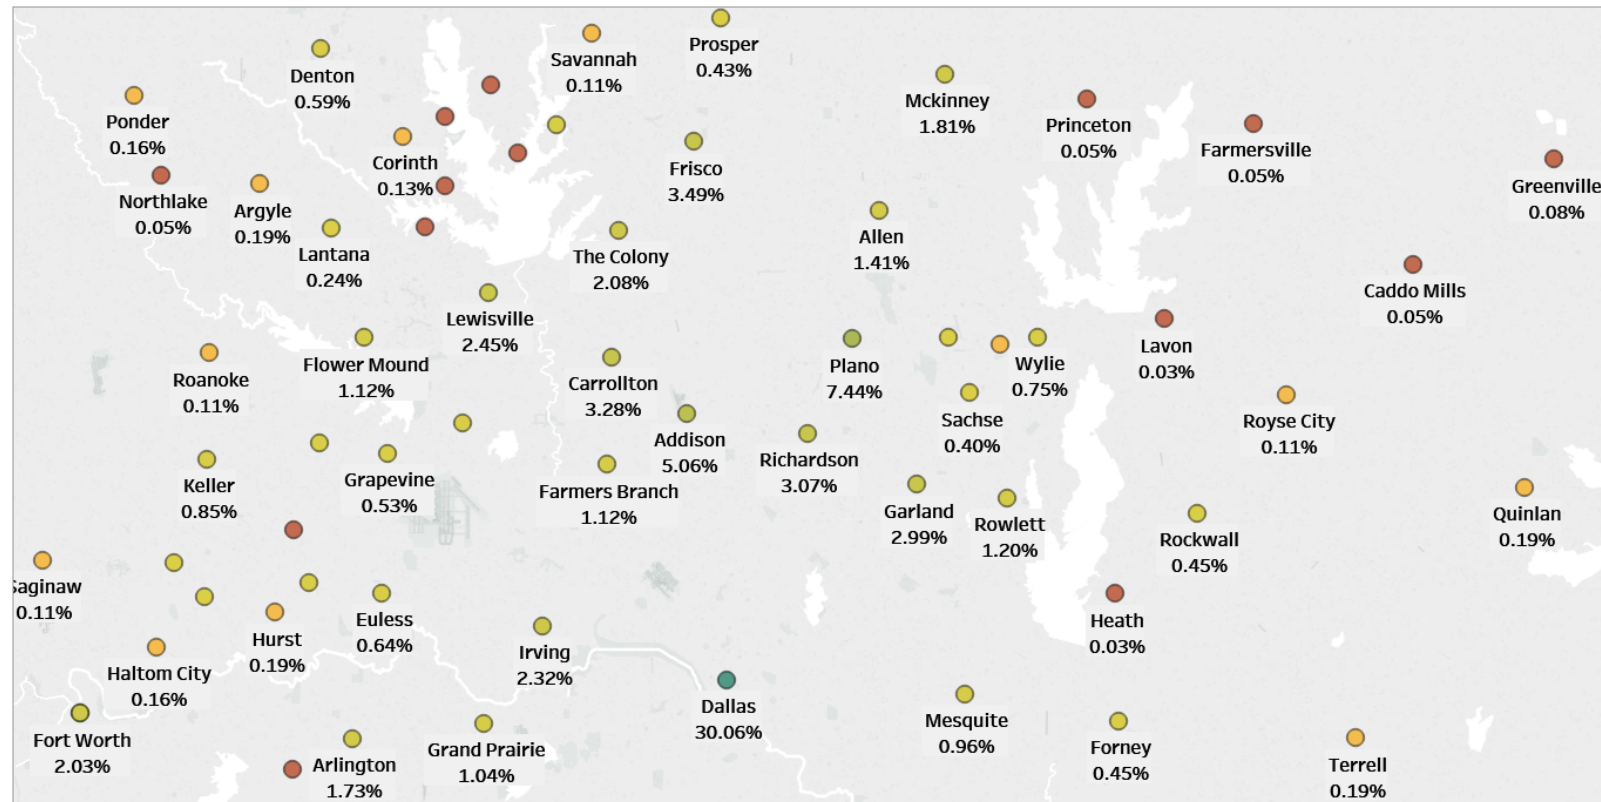 Prosper
0.43%
Savannah
0.11%
Denton
0.59%
Mckinney
1.81%
Ponder
0.16%
Princeton
0.05%
Farmersville
0.05%
Corinth
0.13%
Frisco
3.49%
Greenville
0.08%
Northlake
0.05%
Argyle
0.19%
Lantana
0.24%
The Colony
2.08%
Allen
1.41%
Caddo Mills
0.05%
Lewisville
2.45%
Flower Mound
1.12%
Roanoke
0.11%
Carrollton
3.28%
Plano
7.44%
Wylie
0.75%
Lavon
0.03%
Addison
5.06%
Sachse
0.40%
Royse City
0.11%
Richardson
3.07%
Keller
0.85%
Grapevine
0.53%
Farmers Branch
1.12%
Garland
2.99%
Rowlett
1.20%
Quinlan
0.19%
Rockwall
0.45%
Saginaw
0.11%
Hurst
0.19%
Euless
0.64%
Heath
0.03%
Haltom City
0.16%
Irving
2.32%
Dallas
30.06%
Mesquite
0.96%
Fort Worth
2.03%
Grand Prairie
1.04%
Forney
0.45%
Arlington
1.73%
Terrell
0.19%